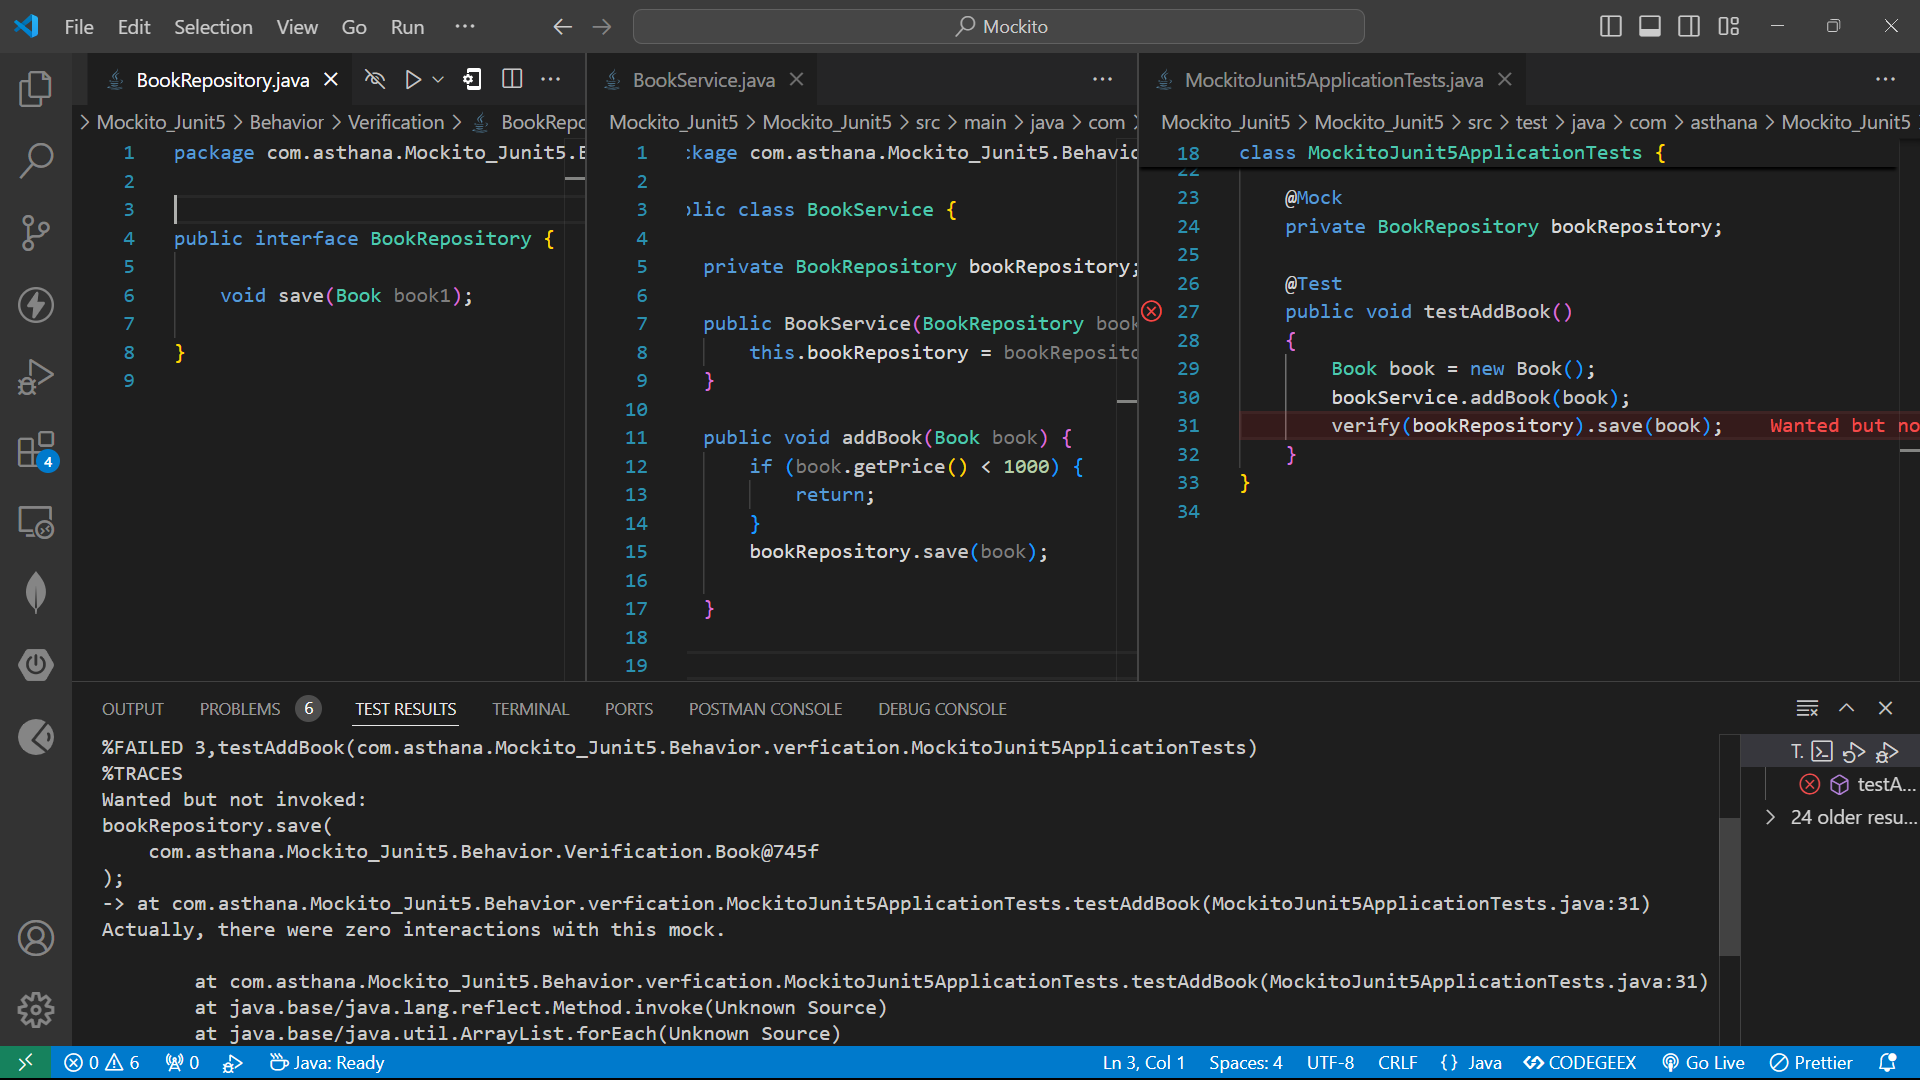 File Edit Selection View Go Run ··· Mockito
BookRepository.java
> Mockito_Junit5 > Behavior > Verification > BookRepo
1 package com.asthana.Mockito_Junit5.B
2
3
4 public interface BookRepository {
5
6 void save(Book book1);
7
8 }
9
BookService.java
Mockito_Junit5 > Mockito_Junit5 > src > main > java > com >
1 :kage com.asthana.Mockito_Junit5.Behavio
2
3 lic class BookService {
4
5 private BookRepository bookRepository;
6
7 public BookService(BookRepository book
8 this.bookRepository = bookReposito
9 }
10
11 public void addBook(Book book) {
12 if (book.getPrice() < 1000) {
13 return;
14 }
15 bookRepository.save(book);
16
17 }
18
19
MockitoJunit5ApplicationTests.java
Mockito_Junit5 > Mockito_Junit5 > src > test > java > com > asthana > Mockito_Junit5
18 class MockitoJunit5ApplicationTests {
22
23 @Mock
24 private BookRepository bookRepository;
25
26 @Test
27 public void testAddBook()
28 {
29 Book book = new Book();
30 bookService.addBook(book);
31 verify(bookRepository).save(book); Wanted but no
32 }
33 }
34
4
OUTPUT PROBLEMS 6 TEST RESULTS TERMINAL PORTS POSTMAN CONSOLE DEBUG CONSOLE
%FAILED 3,testAddBook(com.asthana.Mockito_Junit5.Behavior.verfication.MockitoJunit5ApplicationTests)
%TRACES
Wanted but not invoked:
bookRepository.save(
com.asthana.Mockito_Junit5.Behavior.Verification.Book@745f
);
-> at com.asthana.Mockito_Junit5.Behavior.verfication.MockitoJunit5ApplicationTests.testAddBook(MockitoJunit5ApplicationTests.java:31)
Actually, there were zero interactions with this mock.
at com.asthana.Mockito_Junit5.Behavior.verfication.MockitoJunit5ApplicationTests.testAddBook(MockitoJunit5ApplicationTests.java:31)
at java.base/java.lang.reflect.Method.invoke(Unknown Source)
at java.base/java.util.ArrayList.forEach(Unknown Source)
T.
testA...
> 24 older resu...
0 6 0 Java: Ready Ln 3, Col 1 Spaces: 4 UTF-8 CRLF {} Java CODEGEEX Go Live Prettier